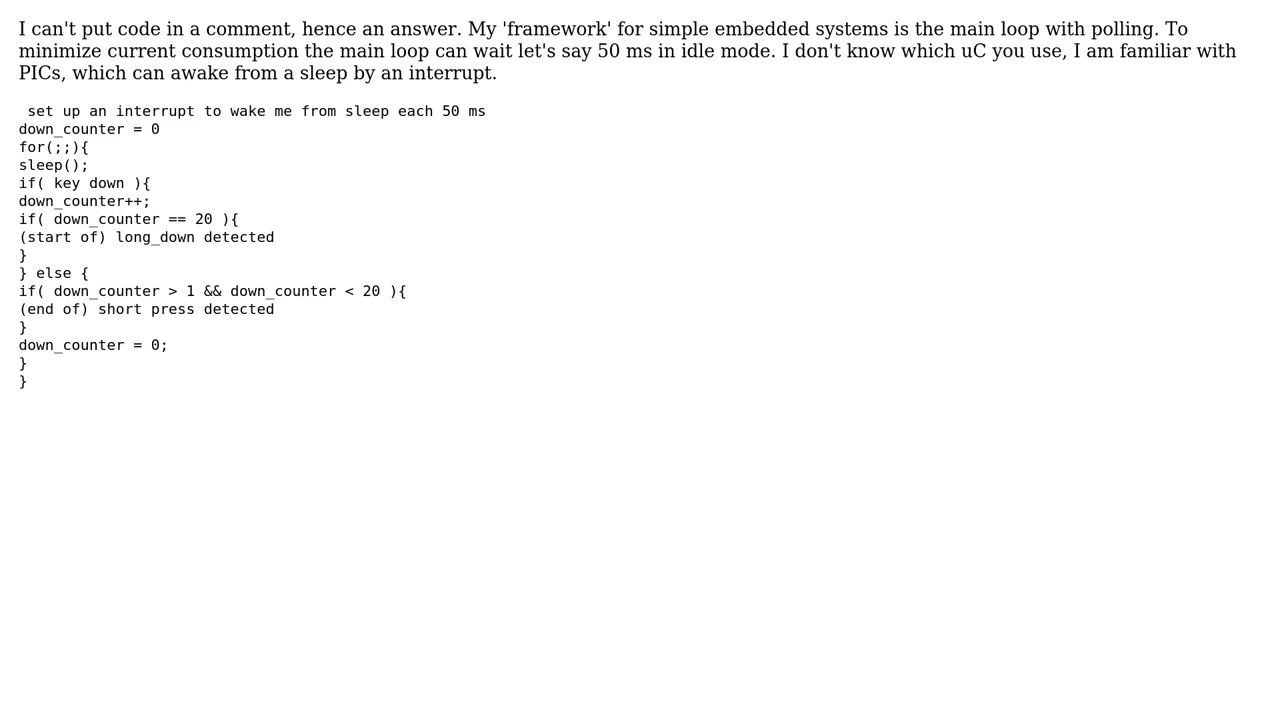 I can't put code in a comment, hence an answer. My 'framework' for simple embedded systems is the main loop with polling. To
minimize current consumption the main loop can wait let's say 50 ms in idle mode. I don't know which uC you use, I am familiar with
PICs, which can awake from a sleep by an interrupt.
set up an interrupt to wake me from sleep each 50 ms
down_counter = 0
for(;;){
sleep();
if( key down ){
down_counter++;
if( down_counter == 20 ){
(start of) long_down detected
}
} else {
if( down_counter > 1 && down_counter < 20 ){
(end of) short press detected
}
down_counter = 0;
}
}